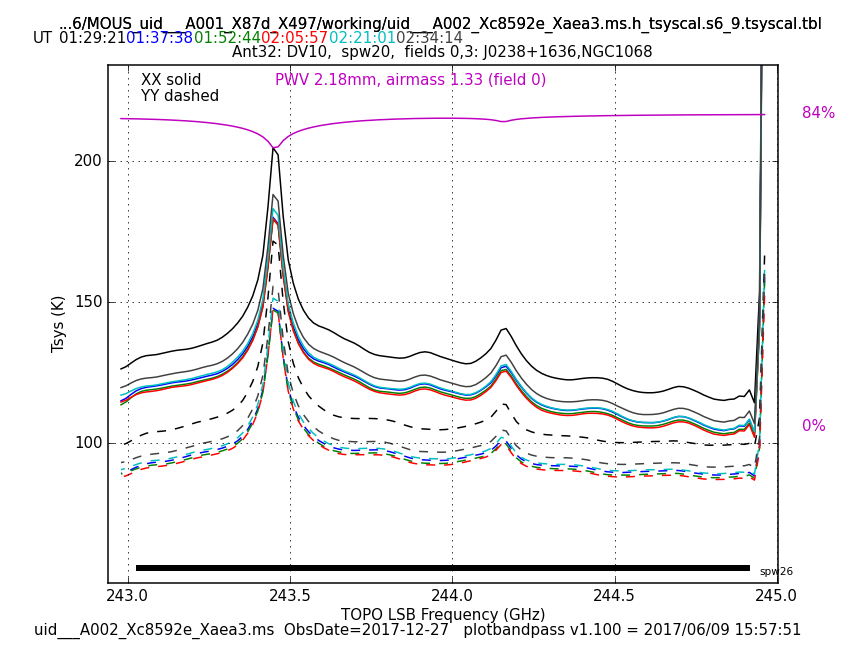 ...6/MOUS_uid___A001_X87d_X497/working/uid___A002_Xc8592e_Xaea3.ms.h_tsyscal.s6_9.tsyscal.tbl
UT 01:29:21 01:37:38 01:52:44 02:05:57 02:21:01 02:34:14
Ant32: DV10, spw20, fields 0,3: J0238+1636,NGC1068
XX solid
PWV 2.18mm, airmass 1.33 (field 0)
YY dashed
84%
200
150
100
Tsys (K)
0%
spw26
243.0 243.5 244.0 244.5 245.0
TOPO LSB Frequency (GHz)
uid___A002_Xc8592e_Xaea3.ms ObsDate=2017-12-27 plotbandpass v1.100 = 2017/06/09 15:57:51